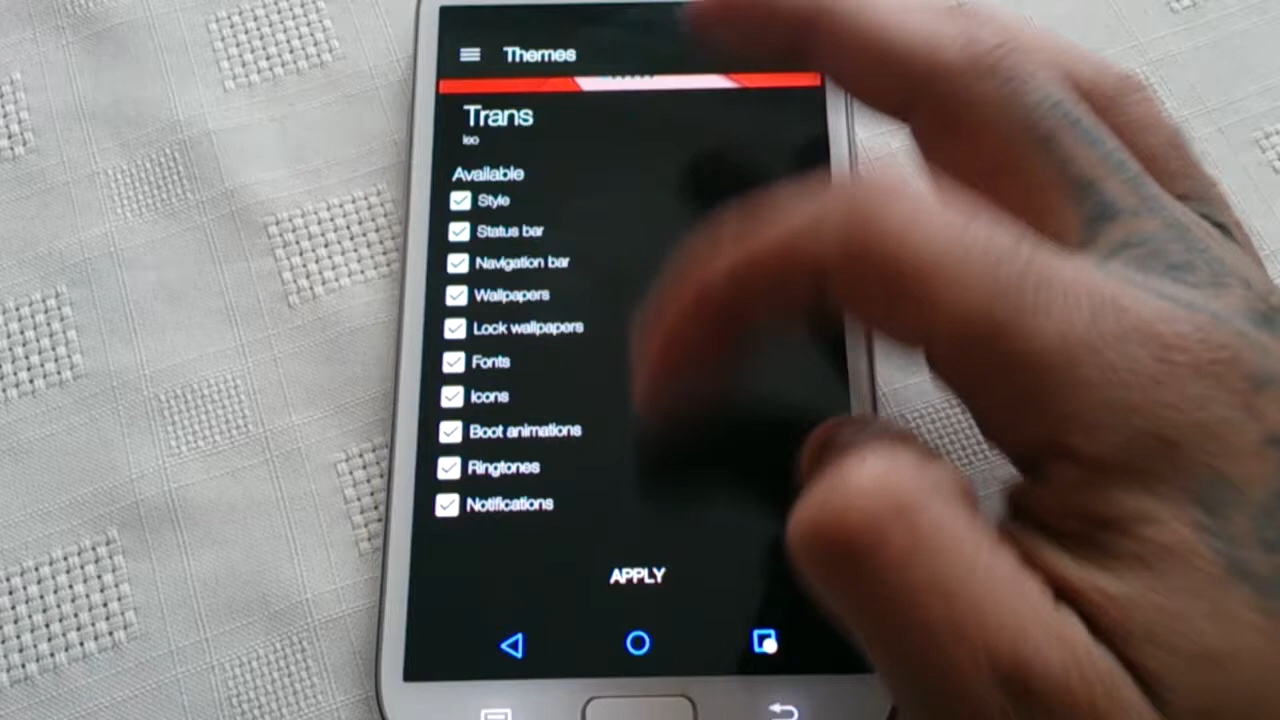 Themes
Trans
Available
Style
Status bar
Navigation bar
Wallpapers
Lock wallpapers
Fonts
Icons
Boot animations
Ringtones
Notifications
APPLY